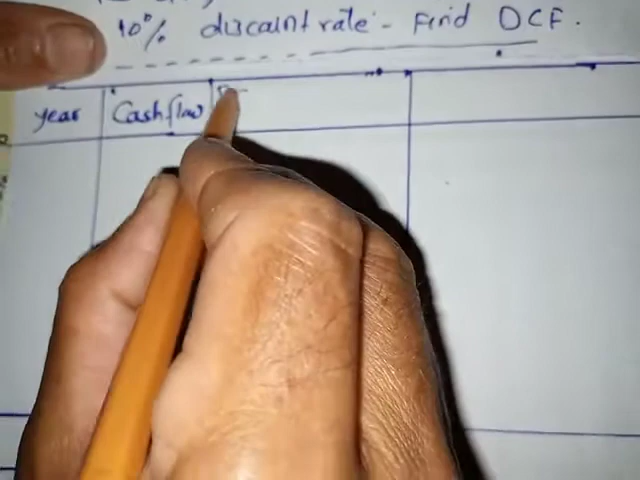 10% discount rate - Find DCF.
year Cash flow